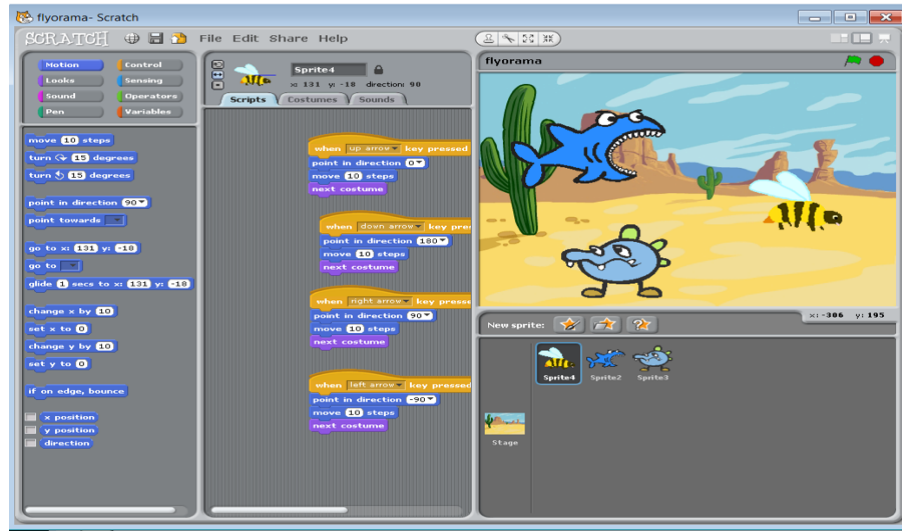 flyorama- Scratch
SCRATCH File Edit Share Help
Motion Control
Looks Sensing
Sound Operators
Pen Variables
move 10 steps
turn 15 degrees
turn 15 degrees
point in direction 90
point towards
go to x: 131 y: -18
go to
glide 1 secs to x: 131 y: -18
change x by 10
set x to 0
change y by 10
set y to 0
if on edge, bounce
x position
y position
direction
Sprite4
x: 131 y: -18 direction: 90
Scripts Costumes Sounds
when up arrow key pressed
point in direction 0
move 10 steps
next costume
when down arrow key pre
point in direction 180
move 10 steps
next costume
when right arrow key presse
point in direction 90
move 10 steps
next costume
when left arrow key pressed
point in direction -90
move 10 steps
next costume
flyorama
x: -306 y: 195
New sprite:
Sprite4 Sprite2 Sprite3
Stage